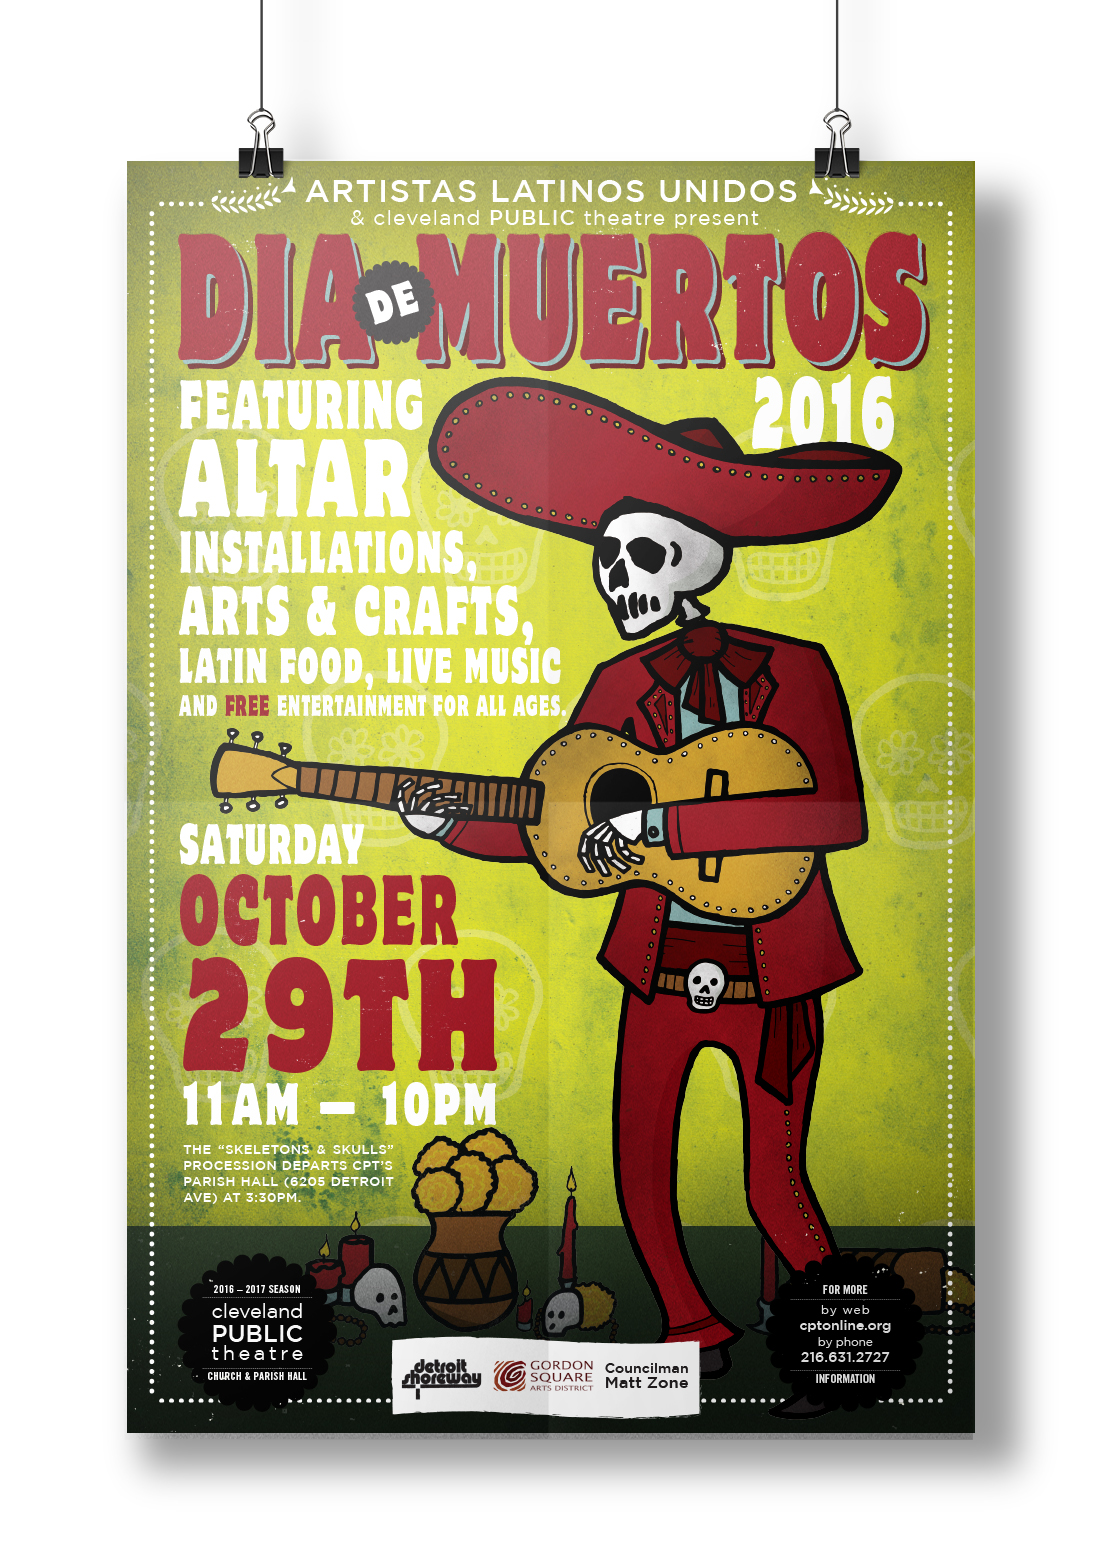 ARTISTAS LATINOS UNIDOS
& cleveland PUBLIC theatre present
DIA DE MUERTOS
2016
FEATURING
ALTAR
INSTALLATIONS,
ARTS & CRAFTS,
LATIN FOOD, LIVE MUSIC
AND FREE ENTERTAINMENT FOR ALL AGES.
SATURDAY
OCTOBER
29TH
11AM – 10PM
THE “SKELETONS & SKULLS”
PROCESSION DEPARTS CPT'S
PARISH HALL (6205 DETROIT
AVE) AT 3:30PM.
2016 – 2017 SEASON
cleveland
PUBLIC
theatre
CHURCH & PARISH HALL
detroit
shoreway
GORDON
SQUARE
ARTS DISTRICT
Councilman
Matt Zone
FOR MORE
by web
cptonline.org
by phone
216.631.2727
INFORMATION